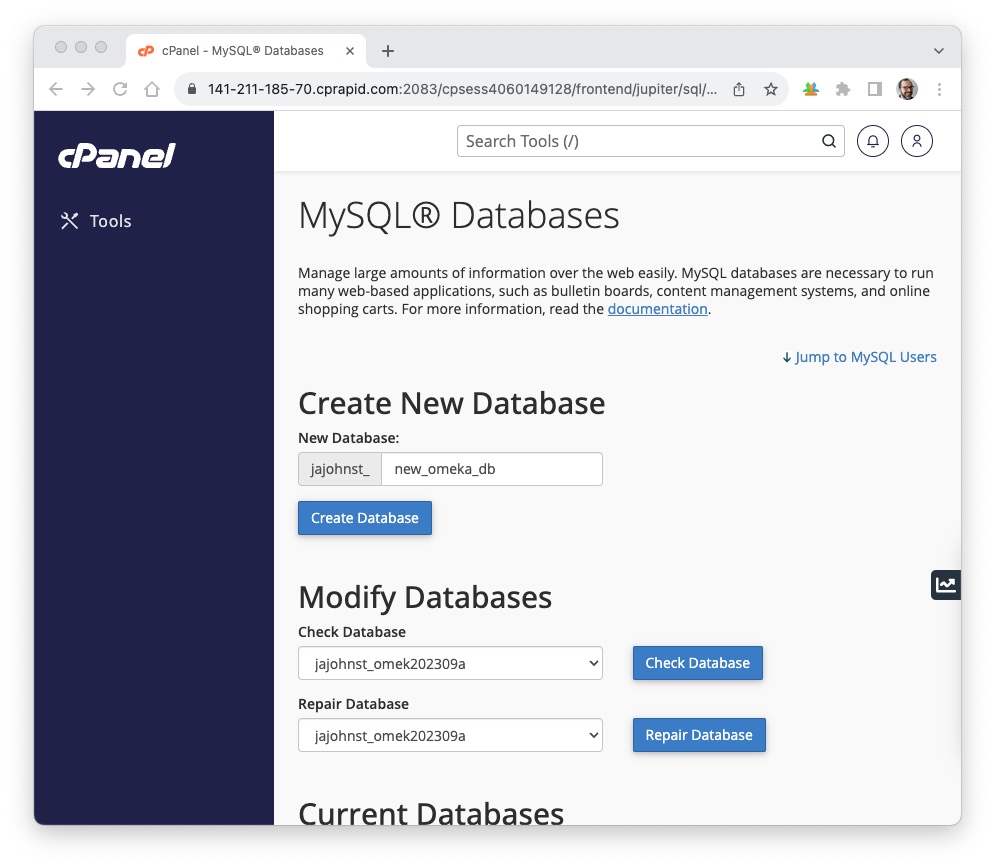 cPanel - MySQL® Databases
141-211-185-70.cprapid.com:2083/cpsess4060149128/frontend/jupiter/sql/...
cPanel
Search Tools (/)
Tools
MySQL® Databases
Manage large amounts of information over the web easily. MySQL databases are necessary to run
many web-based applications, such as bulletin boards, content management systems, and online
shopping carts. For more information, read the documentation.
Jump to MySQL Users
Create New Database
New Database:
jajohnst_ new_omeka_db
Create Database
Modify Databases
Check Database
jajohnst_omek202309a Check Database
Repair Database
jajohnst_omek202309a Repair Database
Current Databases